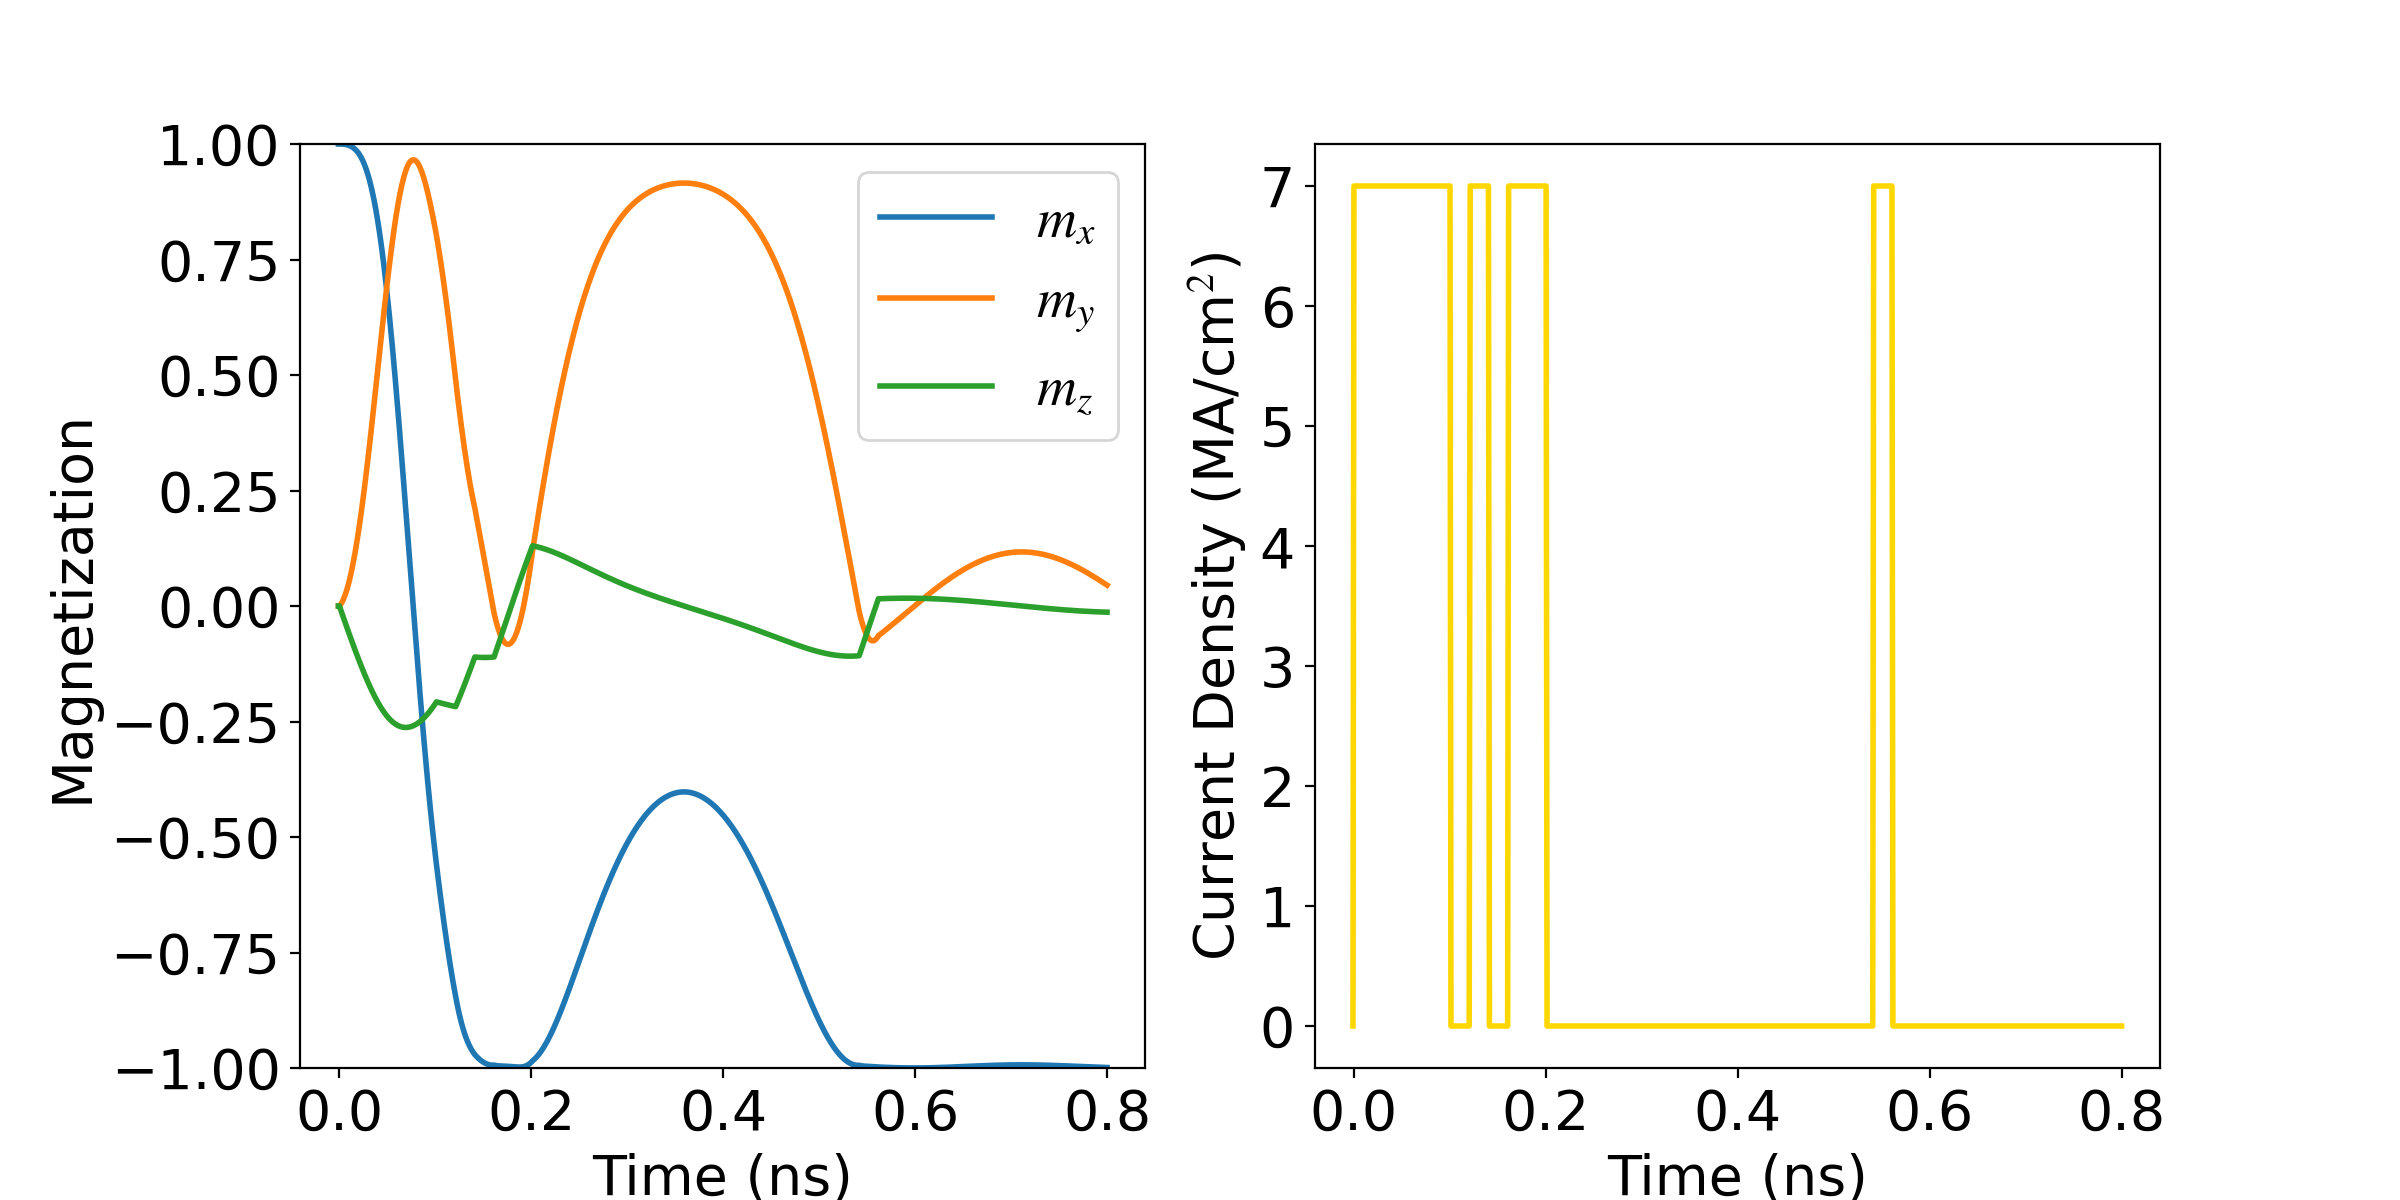 1.00
0.75
0.50
0.25
0.00
−0.25
−0.50
−0.75
−1.00
Magnetization
0.0 0.2 0.4 0.6 0.8
Time (ns)
m_x
m_y
m_z
7
6
5
4
3
2
1
0
Current Density (MA/cm²)
0.0 0.2 0.4 0.6 0.8
Time (ns)